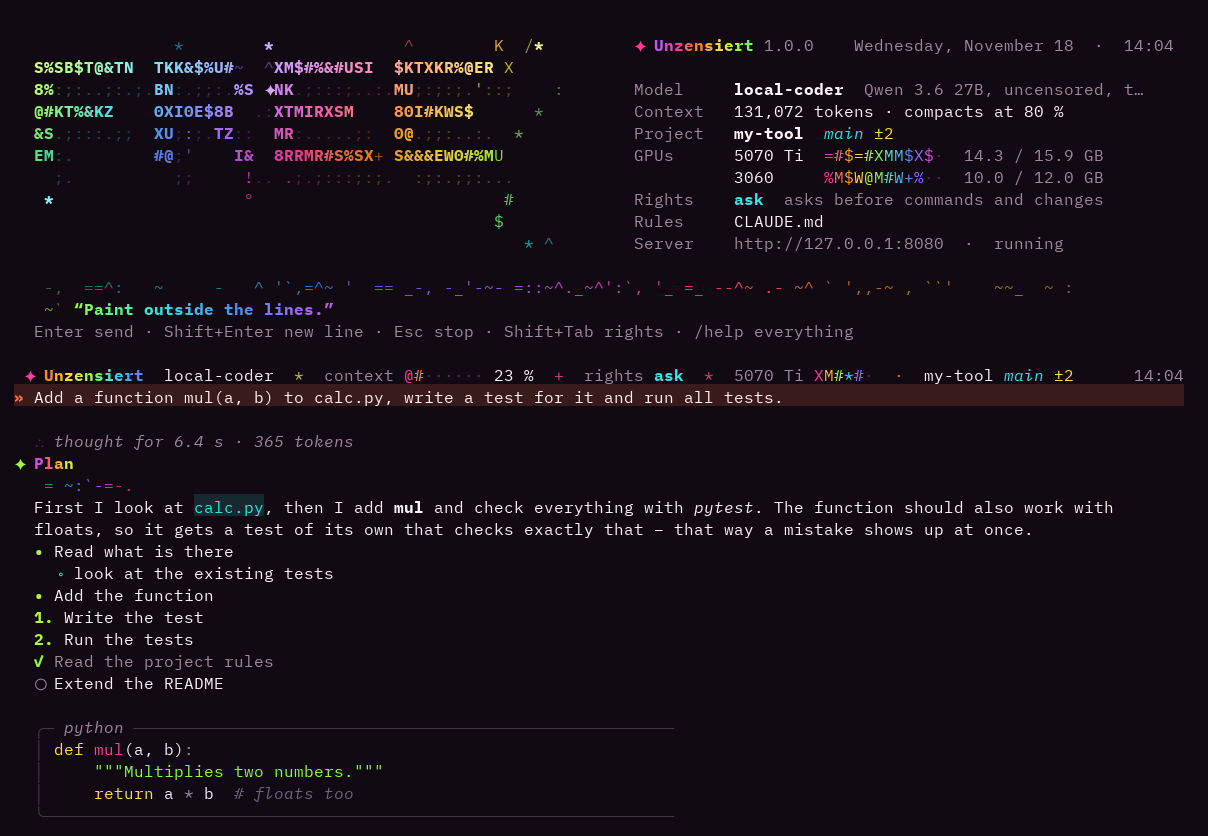 ✦ Unzensiert 1.0.0    Wednesday, November 18  ·  14:04
Model     local-coder  Qwen 3.6 27B, uncensored, t…
Context   131,072 tokens · compacts at 80 %
Project   my-tool  main ±2
GPUs      5070 Ti  =#$=#XMM$X$·  14.3 / 15.9 GB
3060     %M$W@M#W+%··  10.0 / 12.0 GB
Rights    ask  asks before commands and changes
Rules     CLAUDE.md
Server    http://127.0.0.1:8080  ·  running
“Paint outside the lines.”
Enter send · Shift+Enter new line · Esc stop · Shift+Tab rights · /help everything
✦ Unzensiert  local-coder  *  context @#······ 23 %  +  rights ask  *  5070 Ti XM#*#·  ·  my-tool main ±2      14:04
» Add a function mul(a, b) to calc.py, write a test for it and run all tests.
∴ thought for 6.4 s · 365 tokens
✦ Plan
First I look at calc.py, then I add mul and check everything with pytest. The function should also work with
floats, so it gets a test of its own that checks exactly that – that way a mistake shows up at once.
• Read what is there
◦ look at the existing tests
• Add the function
1. Write the test
2. Run the tests
√ Read the project rules
○ Extend the README
python
def mul(a, b):
    """Multiplies two numbers."""
    return a * b  # floats too